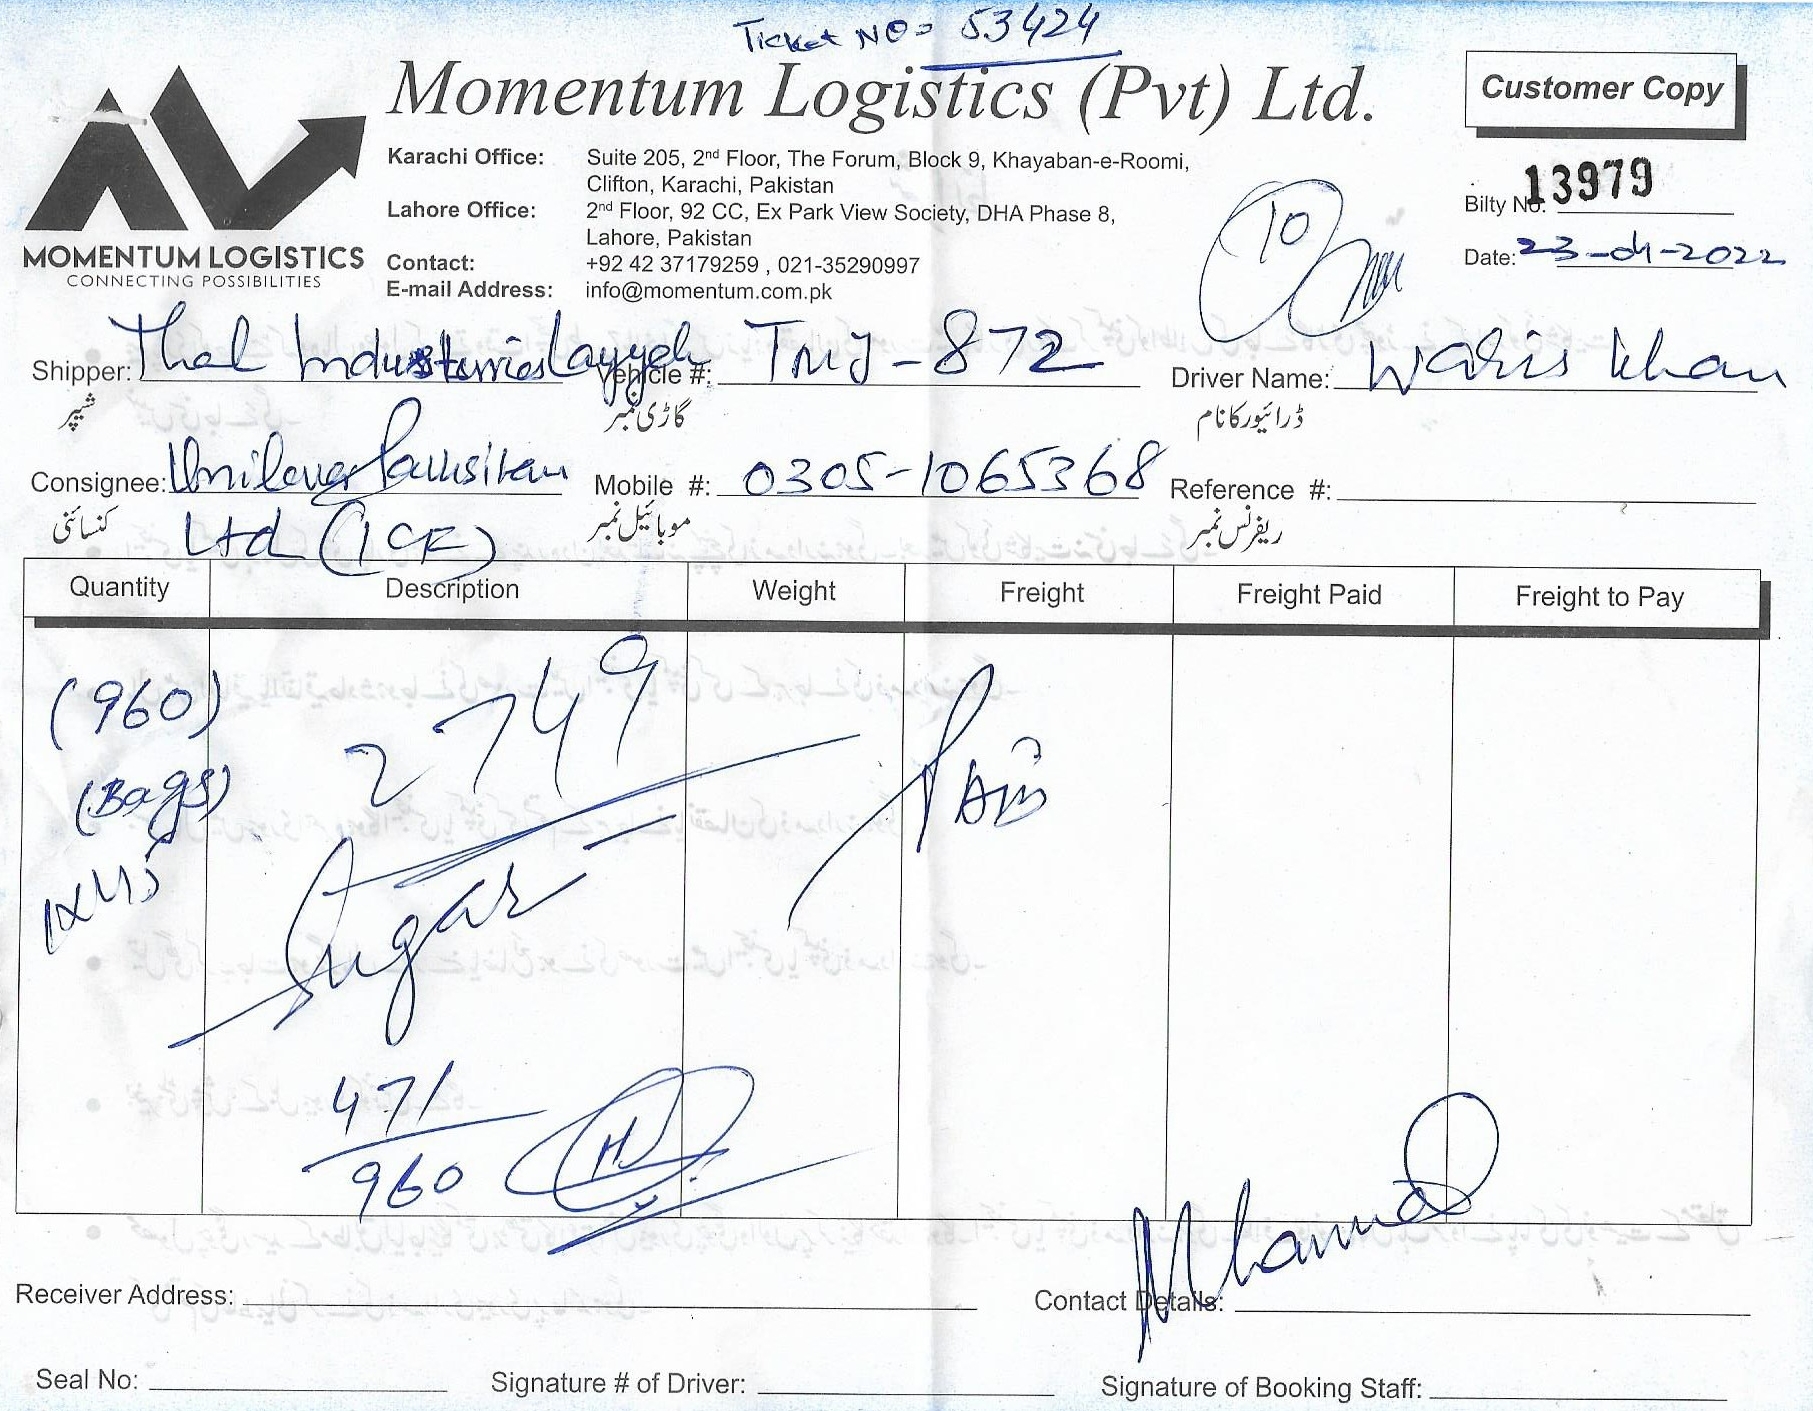 Ticket NO= 53424
Momentum Logistics (Pvt) Ltd.
Customer Copy
MOMENTUM LOGISTICS
CONNECTING POSSIBILITIES
Karachi Office: Suite 205, 2nd Floor, The Forum, Block 9, Khayaban-e-Roomi,
Clifton, Karachi, Pakistan
Lahore Office: 2nd Floor, 92 CC, Ex Park View Society, DHA Phase 8,
Lahore, Pakistan
Contact: +92 42 37179259 , 021-35290997
E-mail Address: info@momentum.com.pk
10
Bilty No: 13979
Date: 23-04-2022
Shipper: Thal Industries Layyah Vehicle #: TMJ-872 Driver Name: Waris Khan
شپر گاڑی نمبر ڈرائیور کا نام
Consignee: Unilever Mobile #: 0305-1065368 Reference #:
کنسائنی Ltd موبائیل نمبر ریفرنس نمبر
Quantity Description Weight Freight Freight Paid Freight to Pay
(960) 2749
(Bags) PAID
Sugar
471
960
Receiver Address: Contact Details:
Seal No: Signature # of Driver: Signature of Booking Staff: